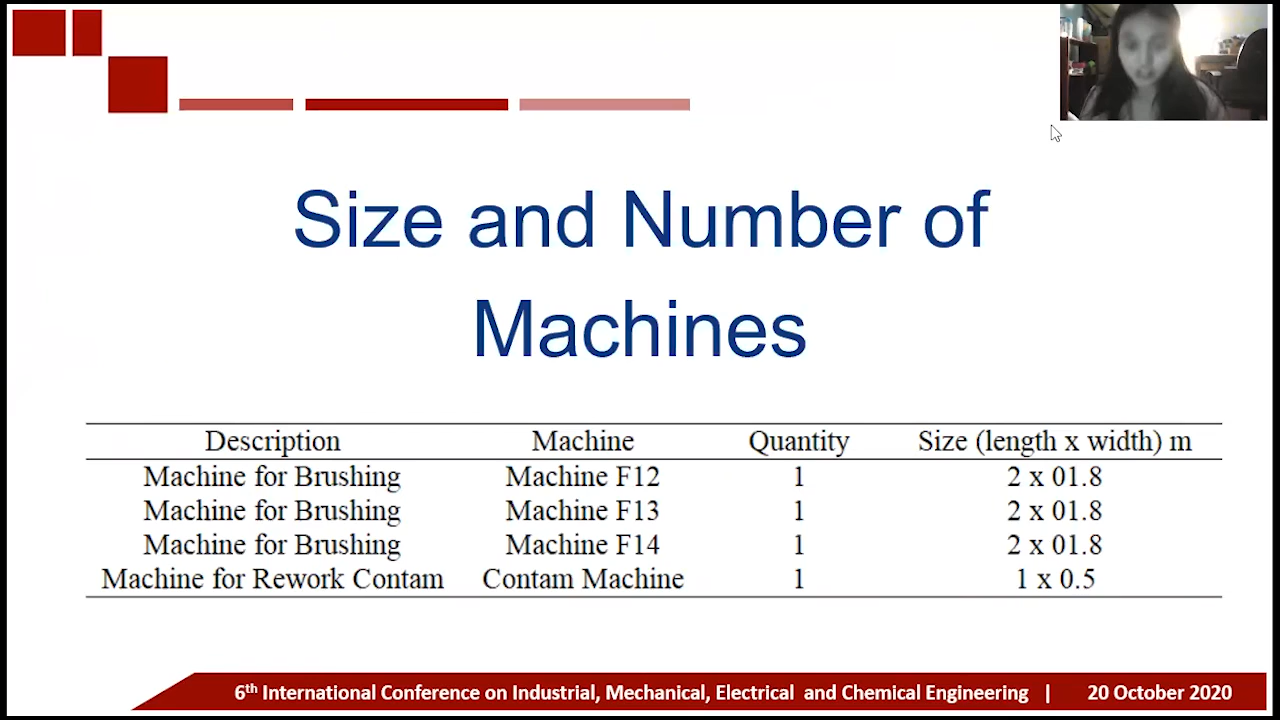 Size and Number of
Machines
Description Machine Quantity Size (length x width) m
Machine for Brushing Machine F12 1 2 x 01.8
Machine for Brushing Machine F13 1 2 x 01.8
Machine for Brushing Machine F14 1 2 x 01.8
Machine for Rework Contam Contam Machine 1 1 x 0.5
6th International Conference on Industrial, Mechanical, Electrical and Chemical Engineering | 20 October 2020